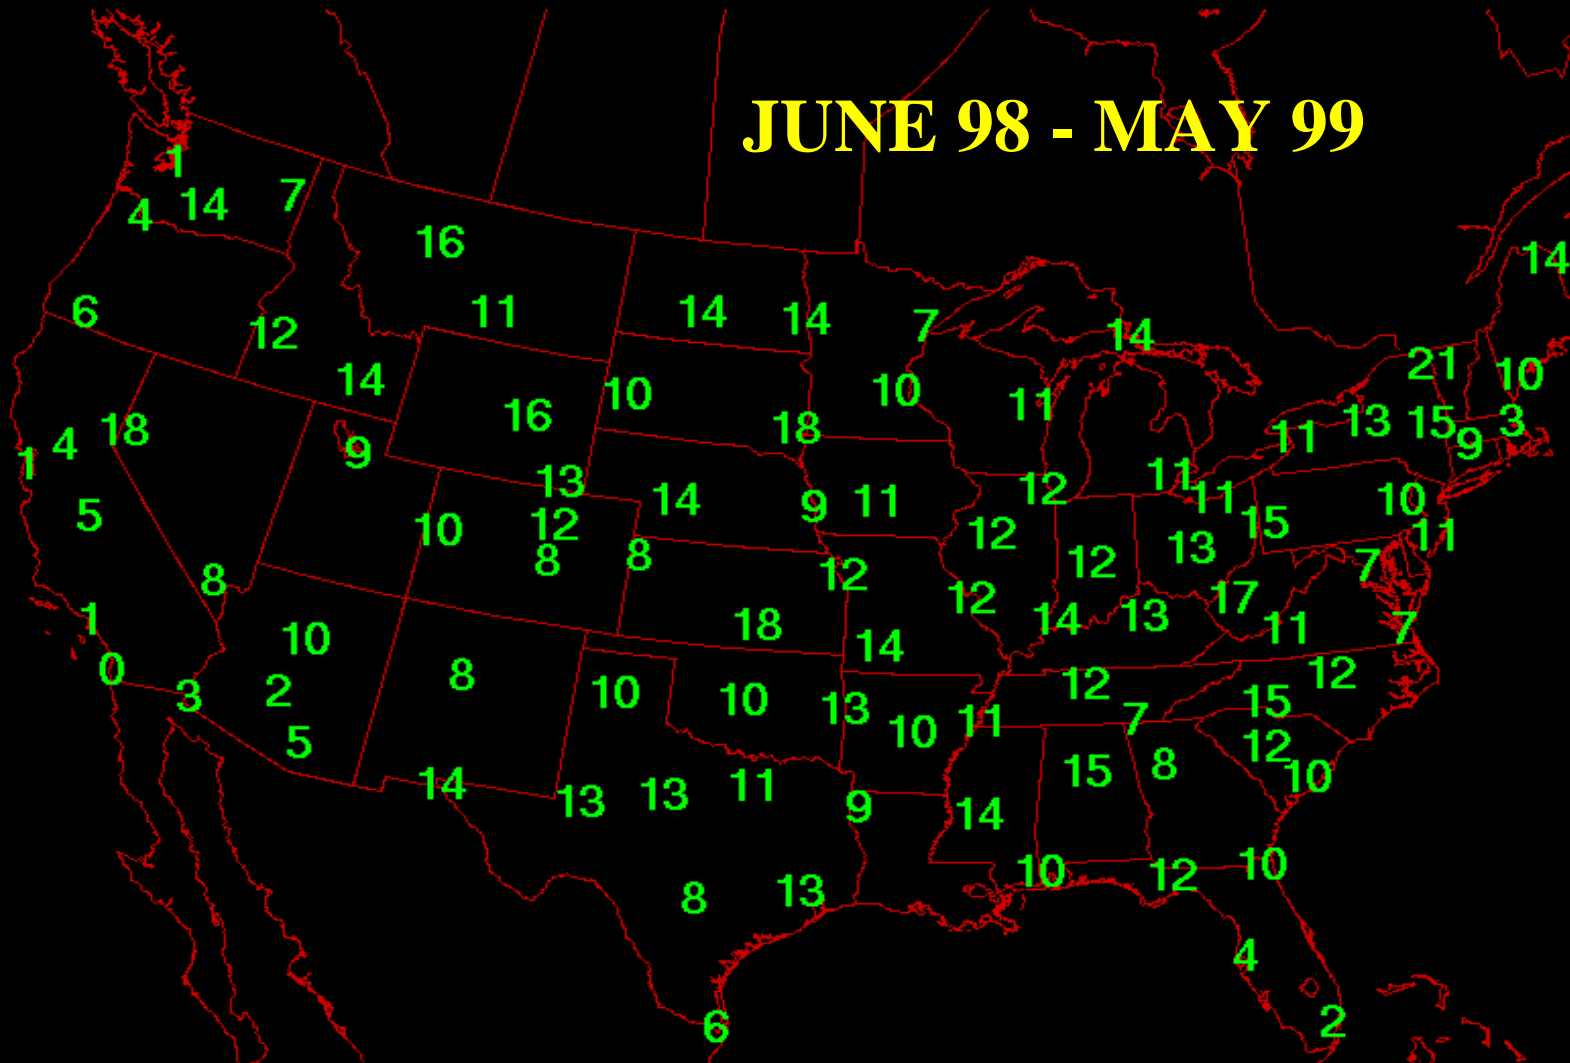 JUNE 98 - MAY 99
1
4 14 7
16
14
6 12 11 14 14 7 14
14 16 10 10 11 21 10
1 4 18 9 18 11 13 15 9 3
13 14 9 11 12 11 11 10
5 10 12 12 13 15 11
8 8 8 12 12 7
1 10 18 12 14 13 17 11 7
0 3 2 8 10 10 14 12 15 12
5 13 10 11 7 12
14 13 13 11 9 14 15 8 10
8 13 10 12 10
4
6 2